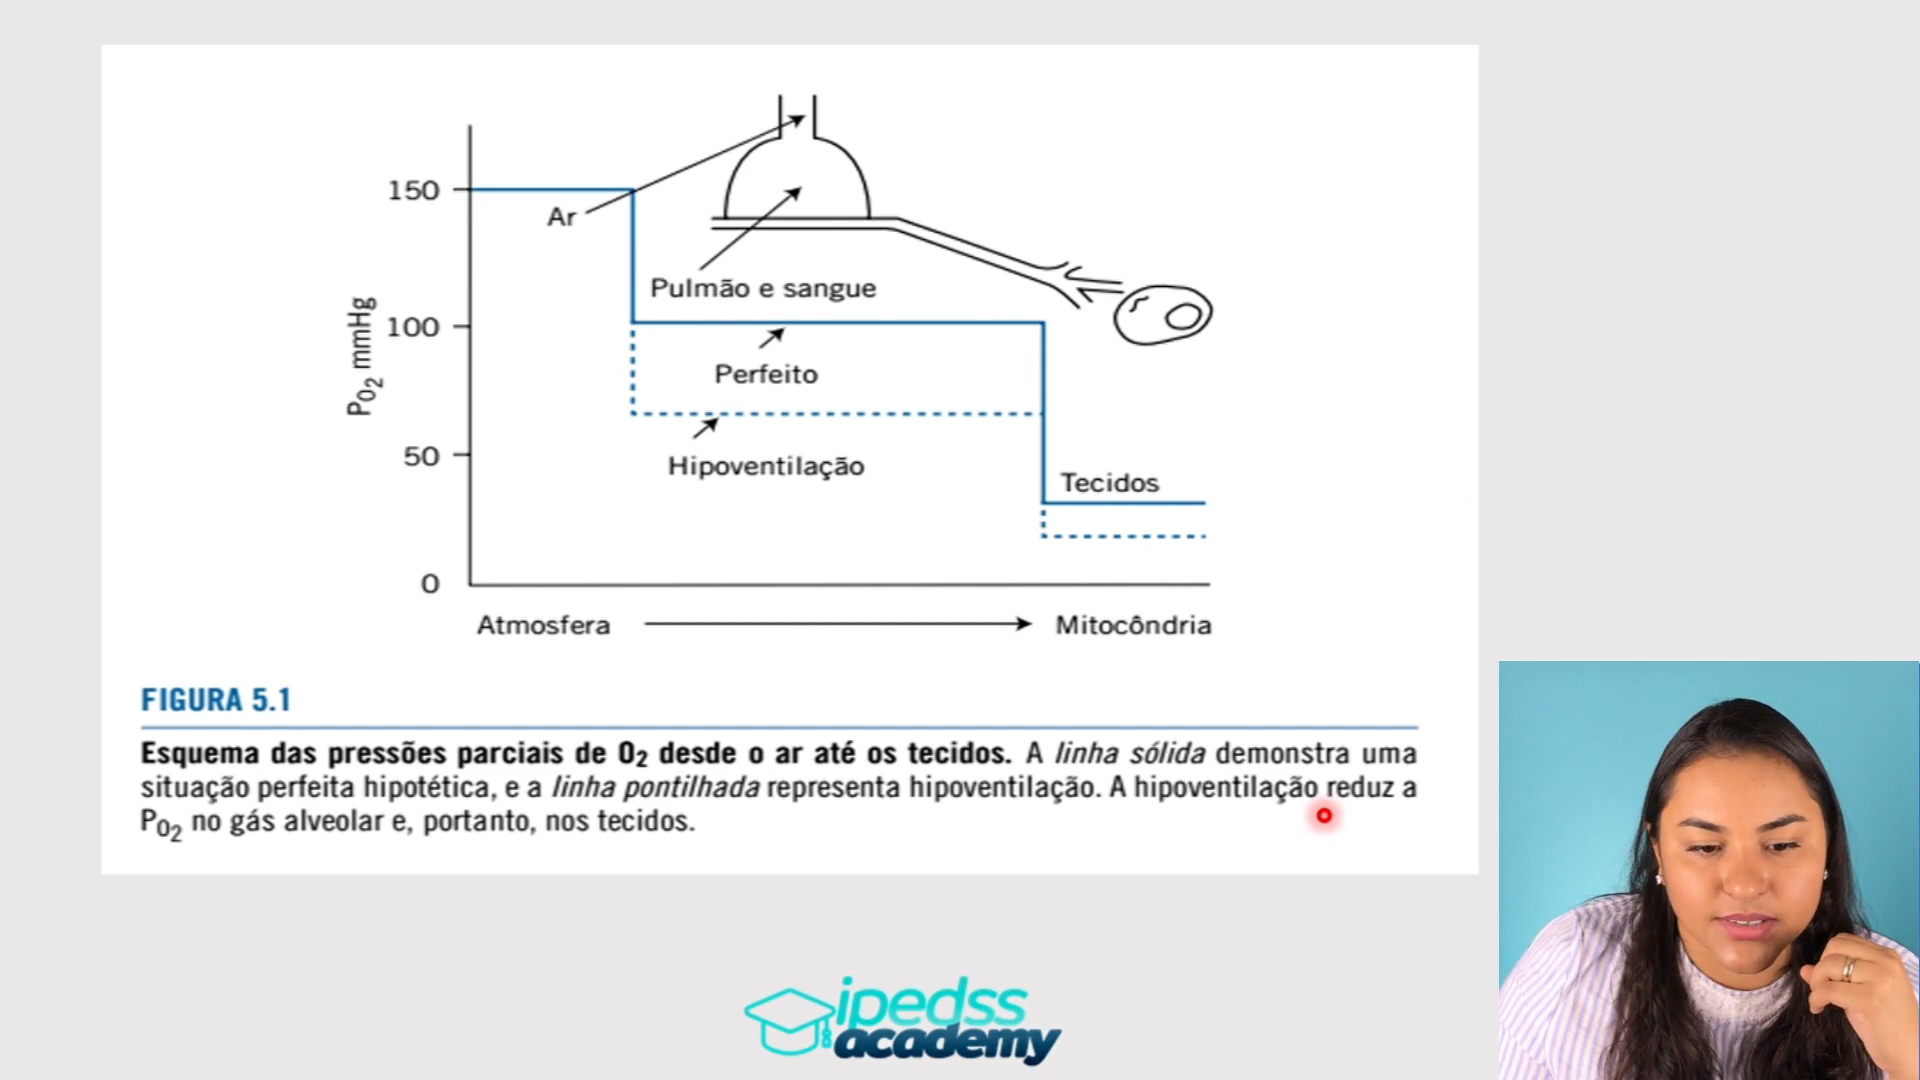 150
Ar
Pulmão e sangue
100
PO2 mmHg
Perfeito
50
Hipoventilação
Tecidos
0
Atmosfera
Mitocôndria
FIGURA 5.1
Esquema das pressões parciais de O2 desde o ar até os tecidos. A linha sólida demonstra uma
situação perfeita hipotética, e a linha pontilhada representa hipoventilação. A hipoventilação reduz a
PO2 no gás alveolar e, portanto, nos tecidos.
ipedss
academy